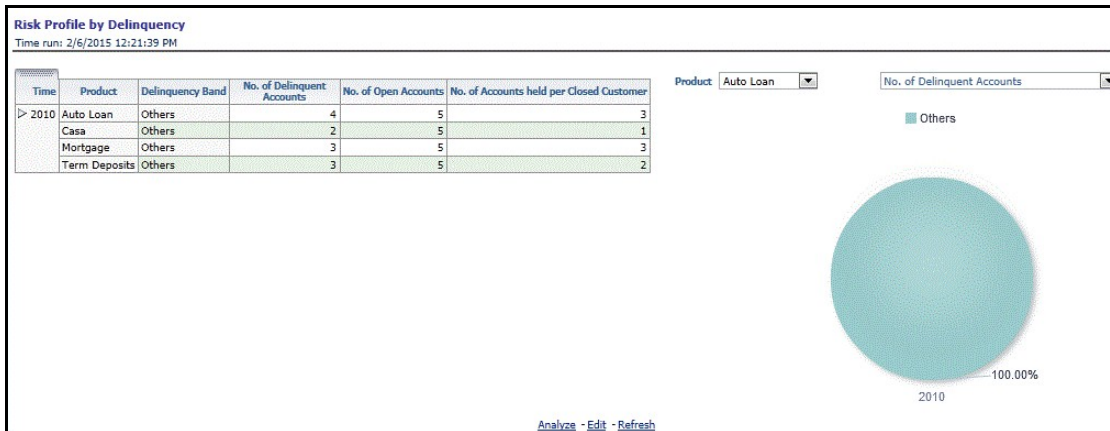 Risk Profile by Delinquency
Time run: 2/6/2015 12:21:39 PM
Time Product Delinquency Band No. of Delinquent Accounts No. of Open Accounts No. of Accounts held per Closed Customer
2010 Auto Loan Others 4 5 3
Casa Others 2 5 1
Mortgage Others 3 5 3
Term Deposits Others 3 5 2
Product Auto Loan No. of Delinquent Accounts
Others
100.00%
2010
Analyze - Edit - Refresh